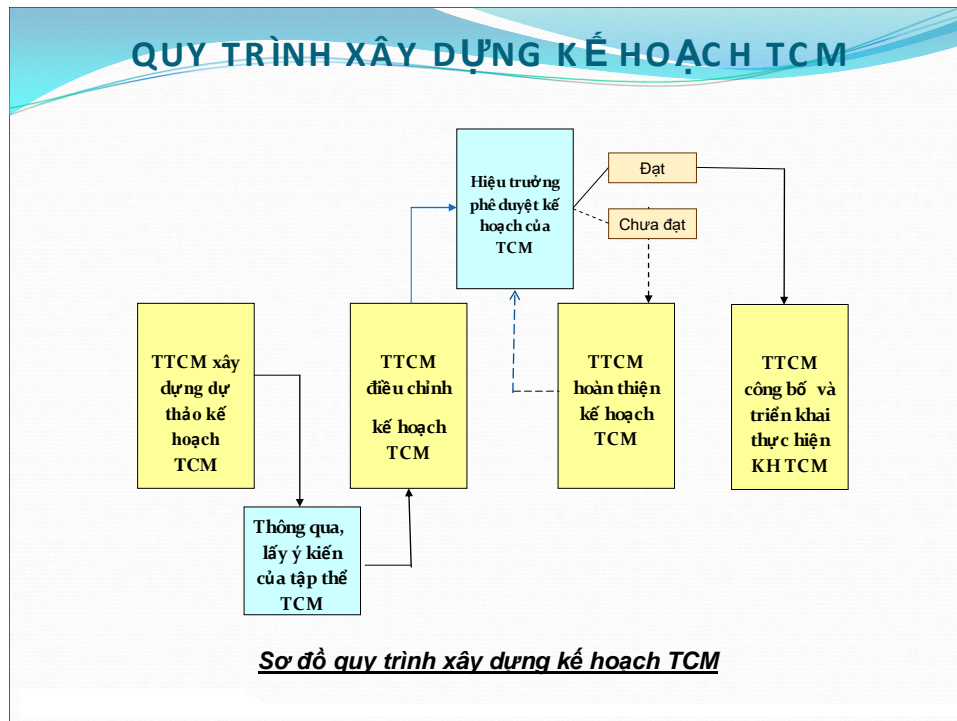 QUY TRÌNH XÂY DỰNG KẾ HOẠCH TCM
Hiệu trưởng
phê duyệt kế
hoạch của
TCM
Đạt
Chưa đạt
TTCM xây
dựng dự
thảo kế
hoạch
TCM
TTCM
điều chỉnh
kế hoạch
TCM
TTCM
hoàn thiện
kế hoạch
TCM
TTCM
công bố và
triển khai
thực hiện
KH TCM
Thông qua,
lấy ý kiến
của tập thể
TCM
Sơ đồ quy trình xây dựng kế hoạch TCM